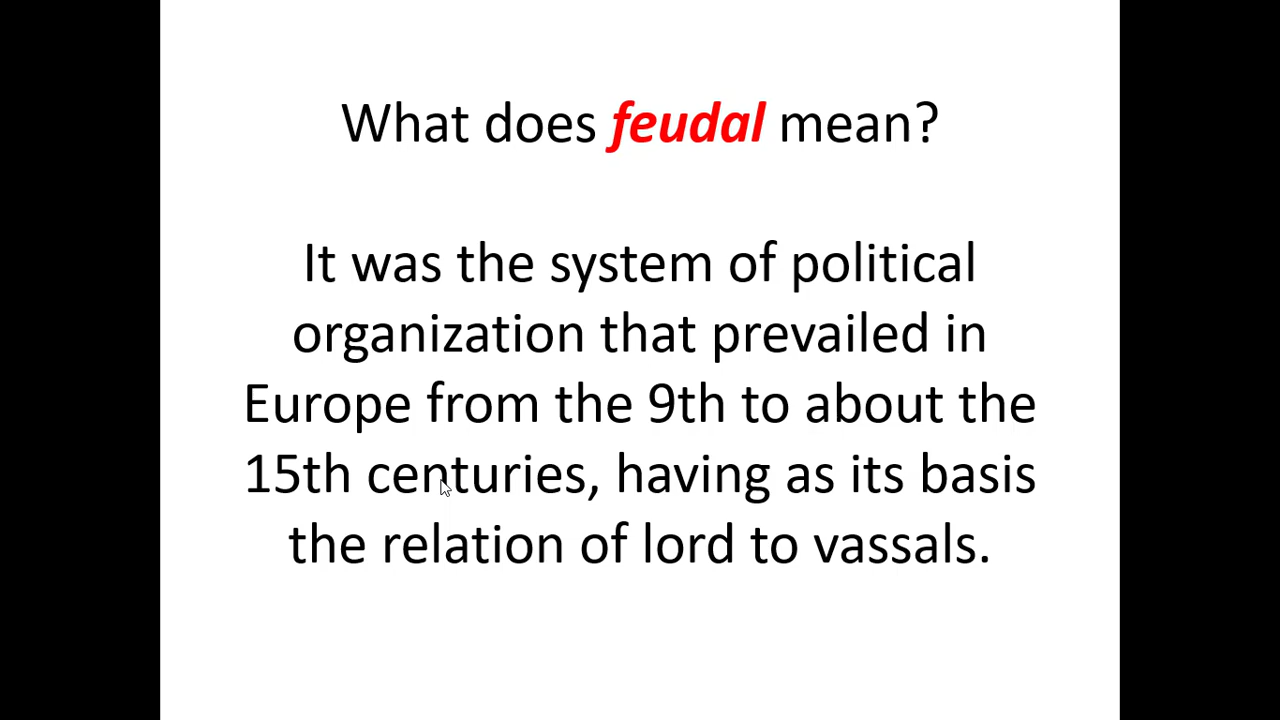 What does feudal mean?
It was the system of political
organization that prevailed in
Europe from the 9th to about the
15th centuries, having as its basis
the relation of lord to vassals.